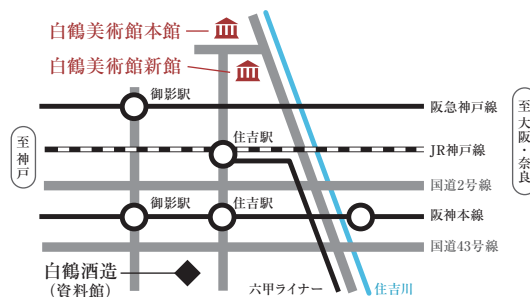 白鶴美術館本館
白鶴美術館新館
御影駅
阪急神戸線
至神戸
至大阪・奈良
住吉駅
JR神戸線
国道2号線
御影駅
住吉駅
阪神本線
国道43号線
白鶴酒造
(資料館)
六甲ライナー
住吉川